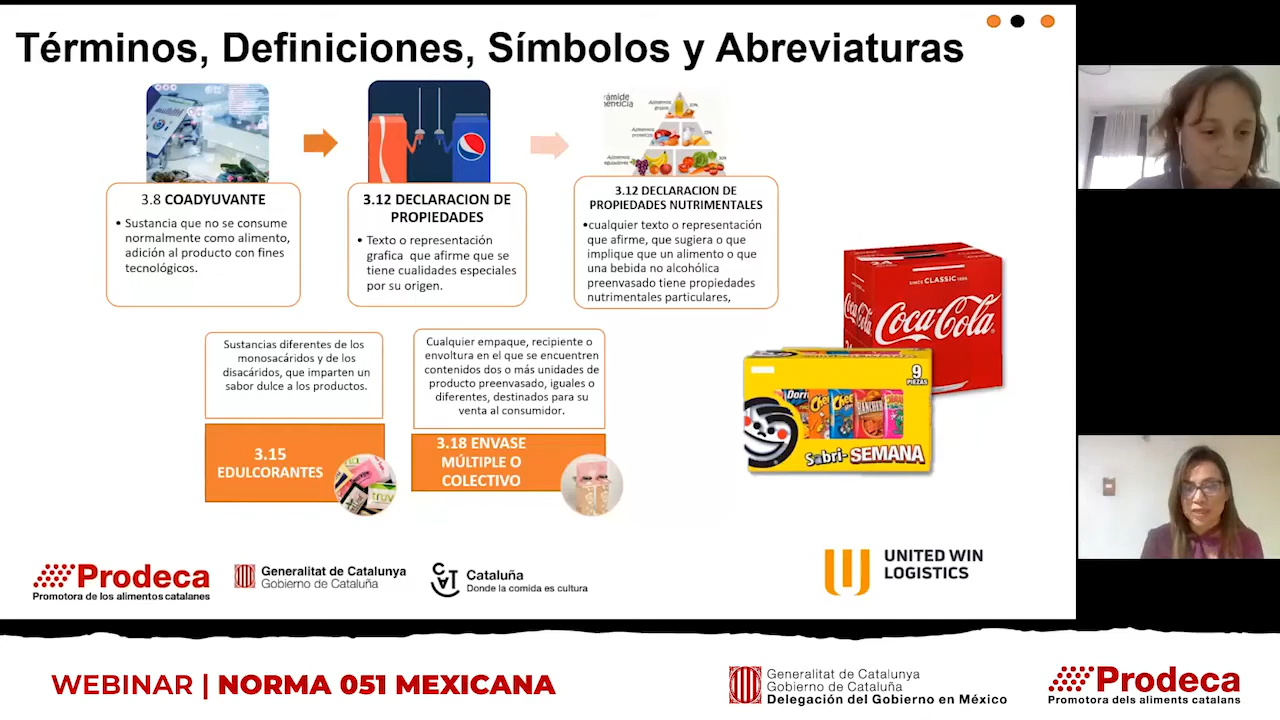 Términos, Definiciones, Símbolos y Abreviaturas
3.8 COADYUVANTE
• Sustancia que no se consume
normalmente como alimento,
adición al producto con fines
tecnológicos.
3.12 DECLARACION DE
PROPIEDADES
• Texto o representación
grafica que afirme que se
tiene cualidades especiales
por su origen.
3.12 DECLARACION DE
PROPIEDADES NUTRIMENTALES
•cualquier texto o representación
que afirme, que sugiera o que
implique que un alimento o que
una bebida no alcohólica
preenvasado tiene propiedades
nutrimentales particulares,
Sustancias diferentes de los
monosacáridos y de los
disacáridos, que imparten un
sabor dulce a los productos.
3.15
EDULCORANTES
Cualquier empaque, recipiente o
envoltura en el que se encuentren
contenidos dos o más unidades de
producto preenvasado, iguales o
diferentes, destinados para su
venta al consumidor.
3.18 ENVASE
MÚLTIPLE O
COLECTIVO
SINCE CLASSIC
Coca-Cola
Coca-Cola
9
PIEZAS
Sabri-SEMANA
Prodeca
Promotora de los alimentos catalanes
Generalitat de Catalunya
Gobierno de Cataluña
CAT
Cataluña
Donde la comida es cultura
UNITED WIN
LOGISTICS
WEBINAR | NORMA 051 MEXICANA
Generalitat de Catalunya
Gobierno de Cataluña
Delegación del Gobierno en México
Prodeca
Promotora dels aliments catalans